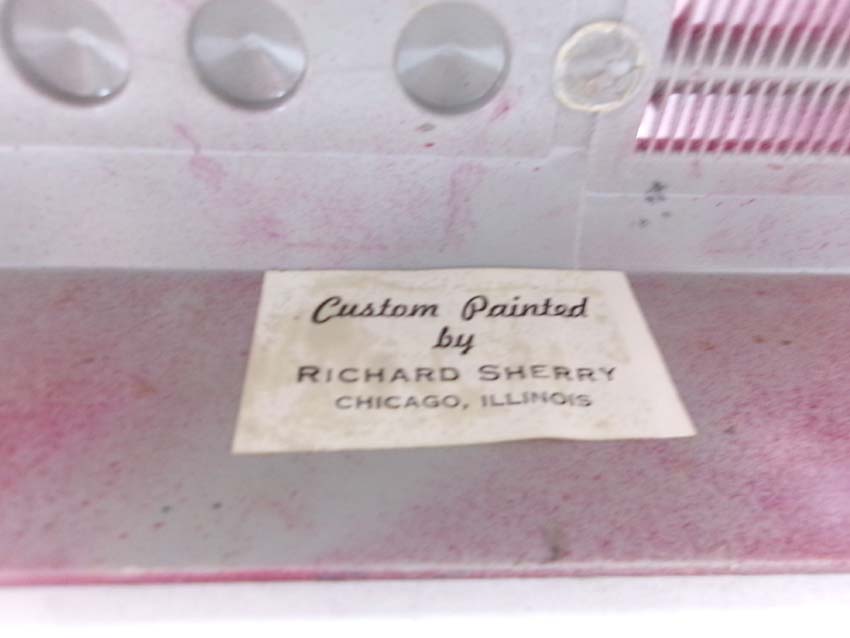 Custom Painted
by
RICHARD SHERRY
CHICAGO, ILLINOIS